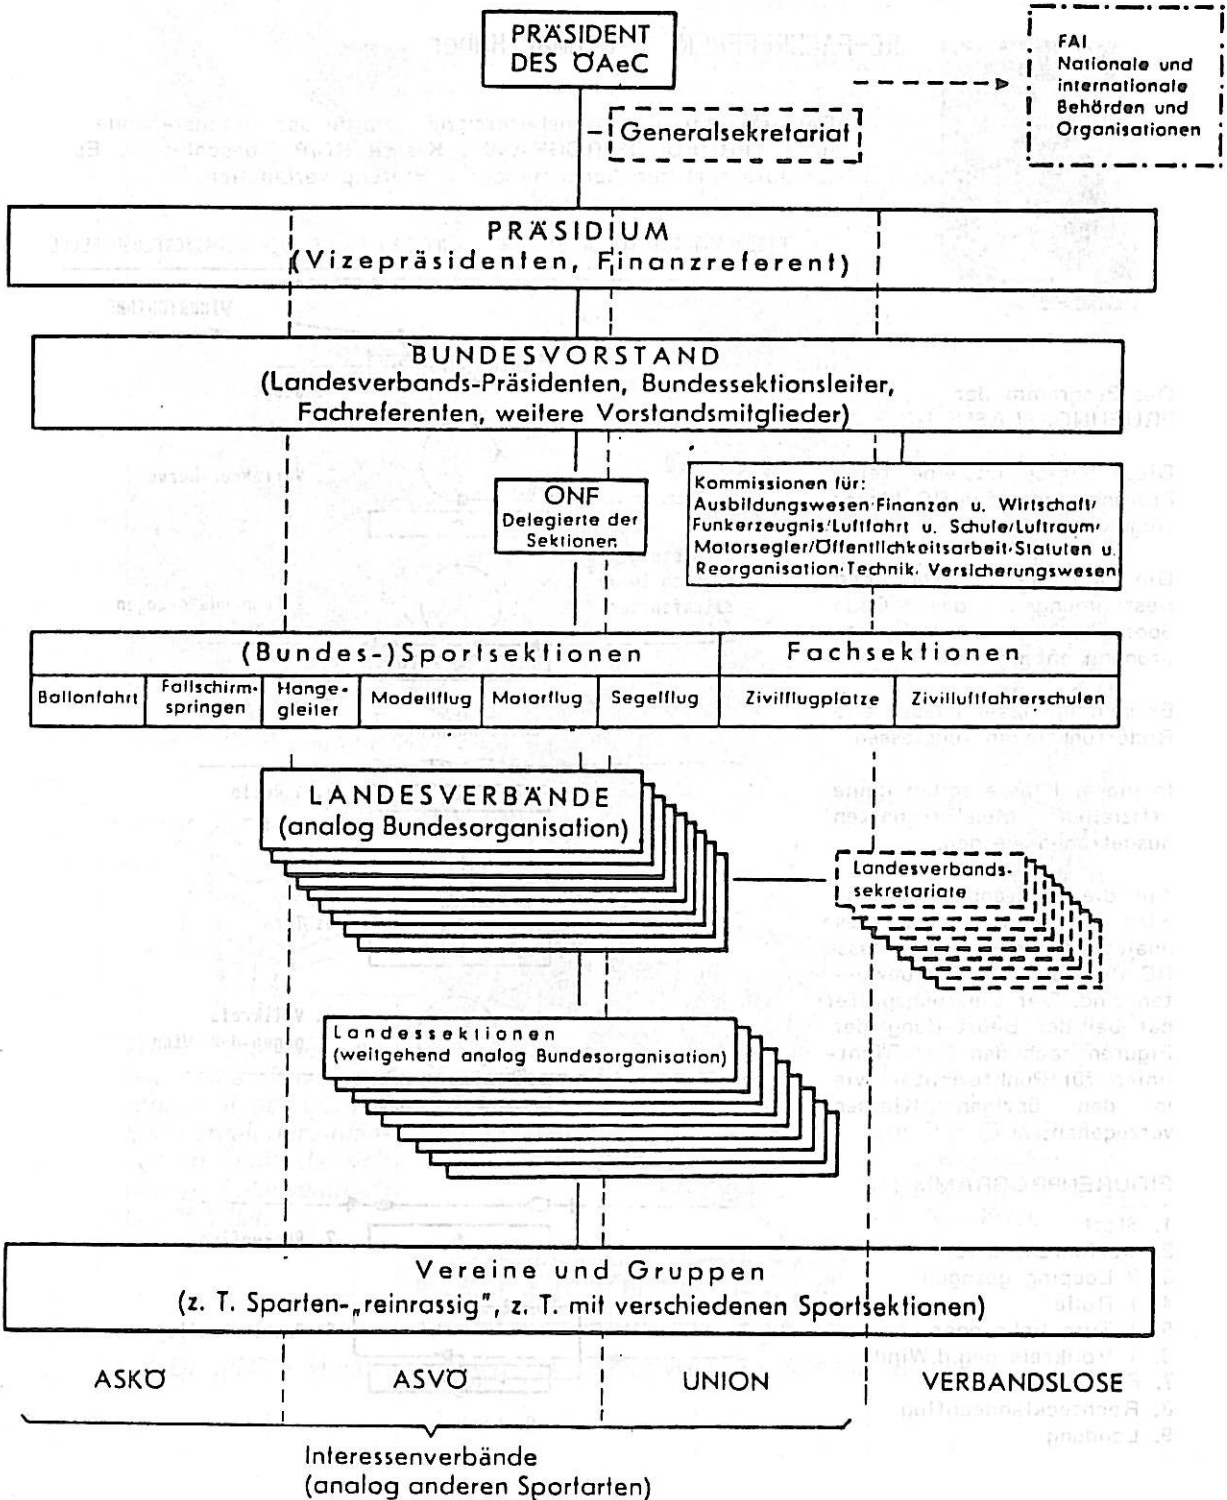 PRÄSIDENT
DES ÖAeC
FAI
Nationale und
internationale
Behörden und
Organisationen
Generalsekretariat
PRÄSIDIUM
(Vizepräsidenten, Finanzreferent)
BUNDESVORSTAND
(Landesverbands-Präsidenten, Bundessektionsleiter,
Fachreferenten, weitere Vorstandsmitglieder)
ONF
Delegierte der
Sektionen
Kommissionen für:
Ausbildungswesen·Finanzen u. Wirtschaft/
Funkerzeugnis/Luftfahrt u. Schule/Luftraum·
Motorsegler/Öffentlichkeitsarbeit·Statuten u.
Reorganisation·Technik. Versicherungswesen
(Bundes-)Sportsektionen
Fachsektionen
Ballonfahrt
Fallschirm-
springen
Hange-
gleiter
Modellflug
Motorflug
Segelflug
Zivilflugplätze
Zivilluftfahrerschulen
LANDESVERBÄNDE
(analog Bundesorganisation)
Landesverbands-
sekretariate
Landessektionen
(weitgehend analog Bundesorganisation)
Vereine und Gruppen
(z. T. Sparten-„reinrassig", z. T. mit verschiedenen Sportsektionen)
ASKÖ
ASVÖ
UNION
VERBANDSLOSE
Interessenverbände
(analog anderen Sportarten)